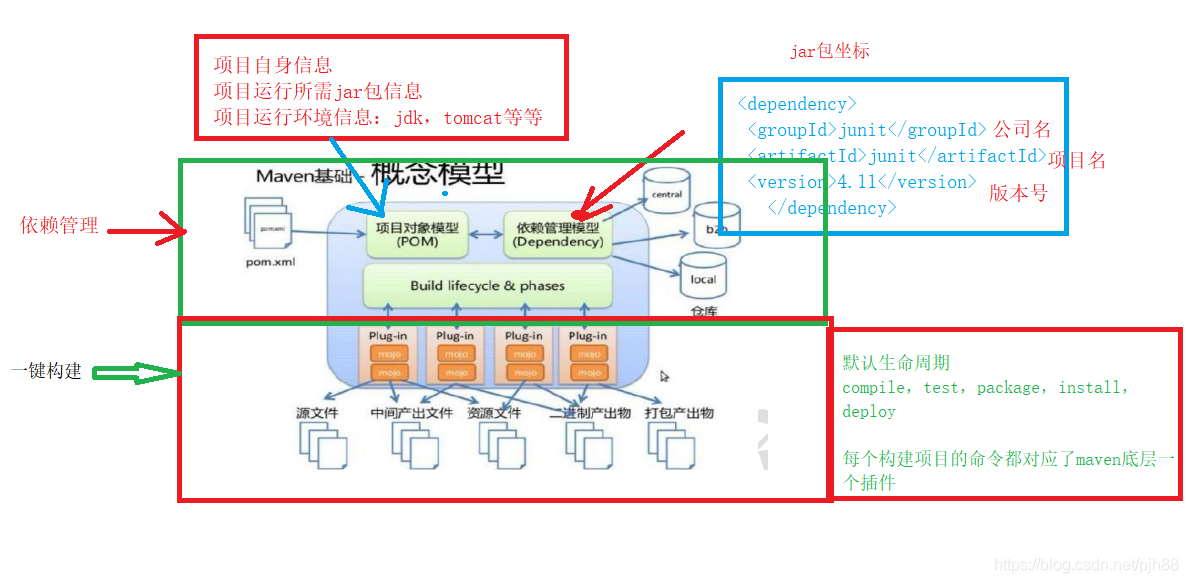 项目自身信息
项目运行所需jar包信息
项目运行环境信息：jdk，tomcat等等
jar包坐标
<dependency>
<groupId>junit</groupId> 公司名
<artifactId>junit</artifactId>项目名
<version>4.11</version> 版本号
</dependency>
Maven基础 - 概念模型
依赖管理
pom.xml
pom.xml
项目对象模型
(POM)
依赖管理模型
(Dependency)
central
local
仓库
Build lifecycle & phases
一键构建
Plug-in Plug-in Plug-in Plug-in
mojo mojo mojo mojo
mojo mojo mojo mojo
源文件 中间产出文件 资源文件 二进制产出物 打包产出物
默认生命周期
compile，test，package，install，
deploy
每个构建项目的命令都对应了maven底层一
个插件
https://blog.csdn.net/pjh88